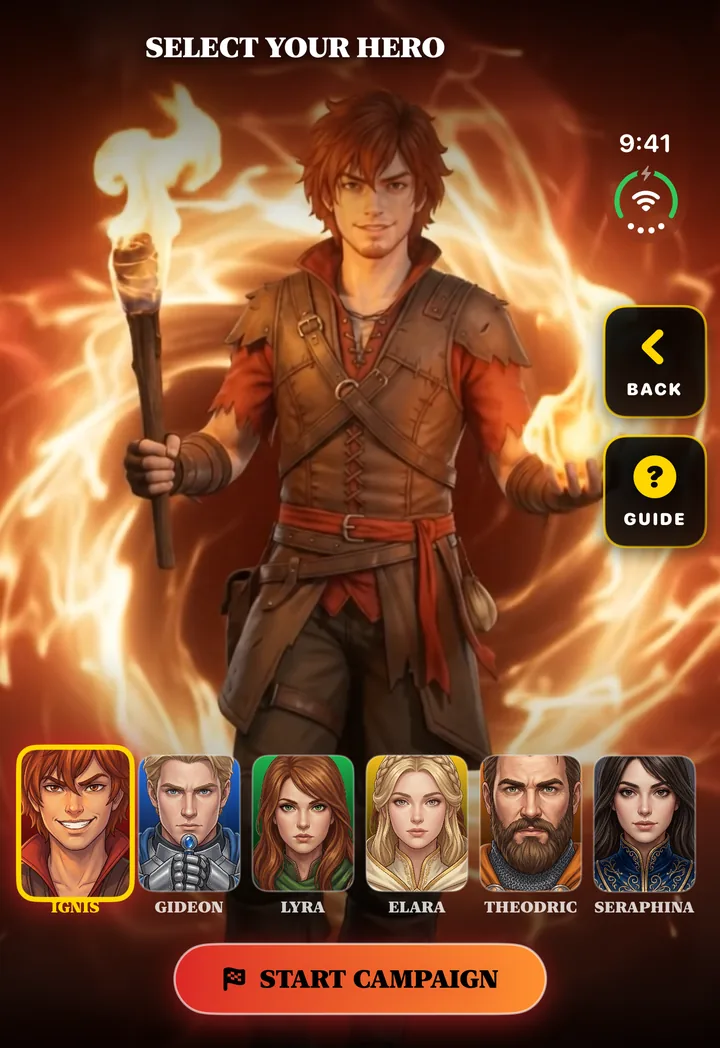 SELECT YOUR HERO
9:41
BACK
?
GUIDE
IGNIS
GIDEON
LYRA
ELARA
THEODRIC
SERAPHINA
START CAMPAIGN